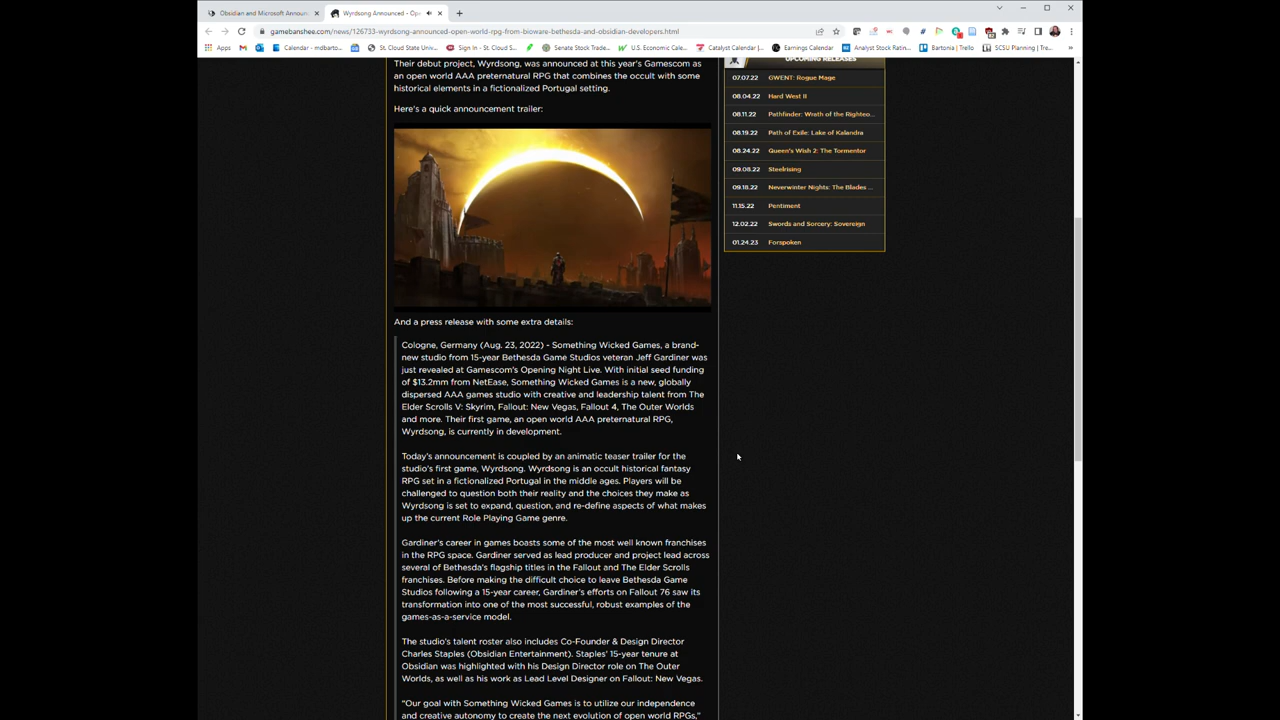 Obsidian and Microsoft Announ
Wyrdsong Announced - Op
gamebanshee.com/news/126733-wyrdsong-announced-open-world-rpg-from-bioware-bethesda-and-obsidian-developers.html
Apps
Calendar - mdbarto...
St. Cloud State Univ...
Sign In - St. Cloud S...
Senate Stock Trade...
U.S. Economic Cale...
Catalyst Calendar |...
Earnings Calendar
Analyst Stock Ratin...
Bartonia | Trello
SCSU Planning | Tre...
Their debut project, Wyrdsong, was announced at this year's Gamescom as
an open world AAA preternatural RPG that combines the occult with some
historical elements in a fictionalized Portugal setting.
Here's a quick announcement trailer:
And a press release with some extra details:
Cologne, Germany (Aug. 23, 2022) - Something Wicked Games, a brand-
new studio from 15-year Bethesda Game Studios veteran Jeff Gardiner was
just revealed at Gamescom's Opening Night Live. With initial seed funding
of $13.2mm from NetEase, Something Wicked Games is a new, globally
dispersed AAA games studio with creative and leadership talent from The
Elder Scrolls V: Skyrim, Fallout: New Vegas, Fallout 4, The Outer Worlds
and more. Their first game, an open world AAA preternatural RPG,
Wyrdsong, is currently in development.
Today's announcement is coupled by an animatic teaser trailer for the
studio's first game, Wyrdsong. Wyrdsong is an occult historical fantasy
RPG set in a fictionalized Portugal in the middle ages. Players will be
challenged to question both their reality and the choices they make as
Wyrdsong is set to expand, question, and re-define aspects of what makes
up the current Role Playing Game genre.
Gardiner's career in games boasts some of the most well known franchises
in the RPG space. Gardiner served as lead producer and project lead across
several of Bethesda's flagship titles in the Fallout and The Elder Scrolls
franchises. Before making the difficult choice to leave Bethesda Game
Studios following a 15-year career, Gardiner's efforts on Fallout 76 saw its
transformation into one of the most successful, robust examples of the
games-as-a-service model.
The studio's talent roster also includes Co-Founder & Design Director
Charles Staples (Obsidian Entertainment). Staples' 15-year tenure at
Obsidian was highlighted with his Design Director role on The Outer
Worlds, as well as his work as Lead Level Designer on Fallout: New Vegas.
"Our goal with Something Wicked Games is to utilize our independence
and creative autonomy to create the next evolution of open world RPGs,"
UPCOMING RELEASES
07.07.22 GWENT: Rogue Mage
08.04.22 Hard West II
08.11.22 Pathfinder: Wrath of the Righteo...
08.19.22 Path of Exile: Lake of Kalandra
08.24.22 Queen's Wish 2: The Tormentor
09.08.22 Steelrising
09.18.22 Neverwinter Nights: The Blades ...
11.15.22 Pentiment
12.02.22 Swords and Sorcery: Sovereign
01.24.23 Forspoken